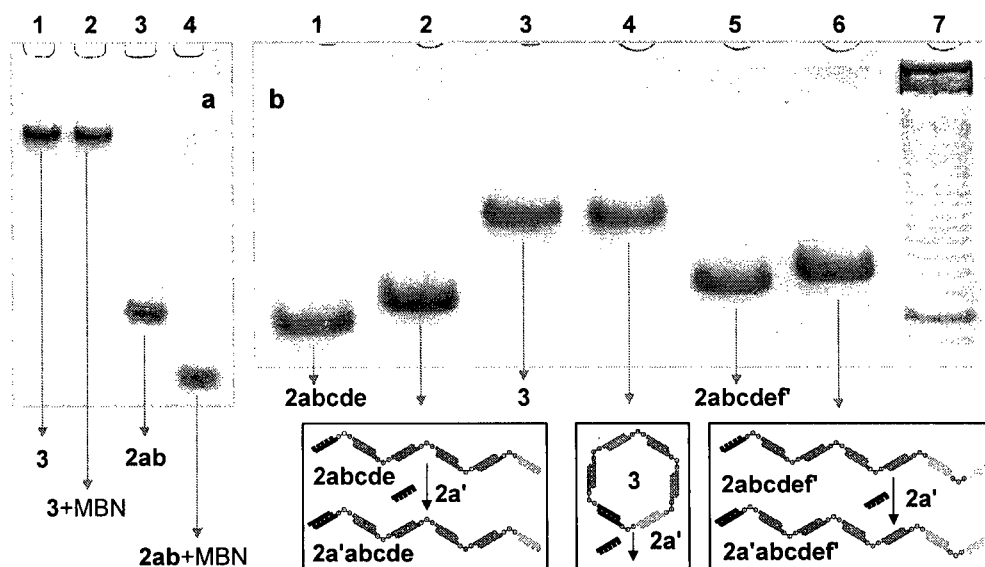 1 2 3 4
a
3
3+MBN
2ab
2ab+MBN
1 2 3 4 5 6 7
b
2abcde
3
2abcdef'
2abcde
2a'
2a'abcde
3
2a'
2abcdef'
2a'
2a'abcdef'